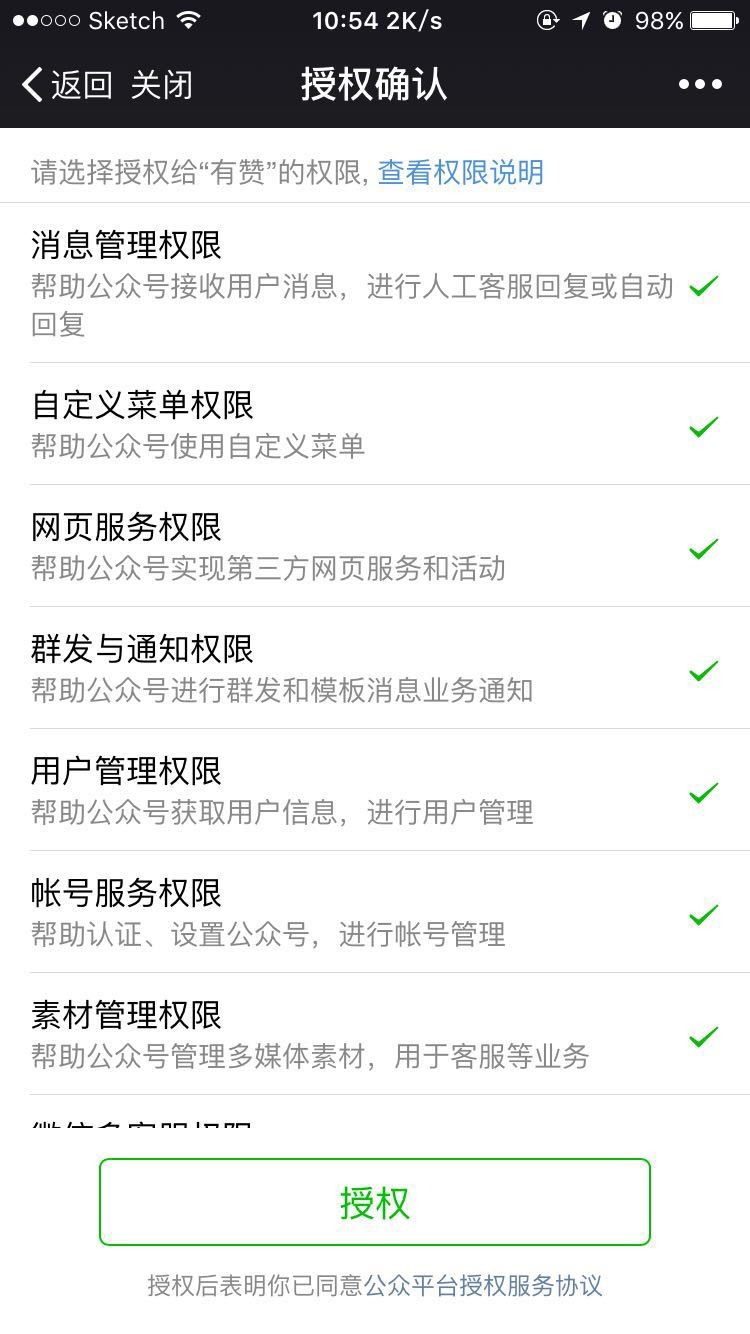 Sketch 10:54 2K/s 98%
返回 关闭 授权确认
请选择授权给“有赞”的权限, 查看权限说明
消息管理权限
帮助公众号接收用户消息，进行人工客服回复或自动
回复
自定义菜单权限
帮助公众号使用自定义菜单
网页服务权限
帮助公众号实现第三方网页服务和活动
群发与通知权限
帮助公众号进行群发和模板消息业务通知
用户管理权限
帮助公众号获取用户信息，进行用户管理
帐号服务权限
帮助认证、设置公众号，进行帐号管理
素材管理权限
帮助公众号管理多媒体素材，用于客服等业务
授权
授权后表明你已同意公众平台授权服务协议